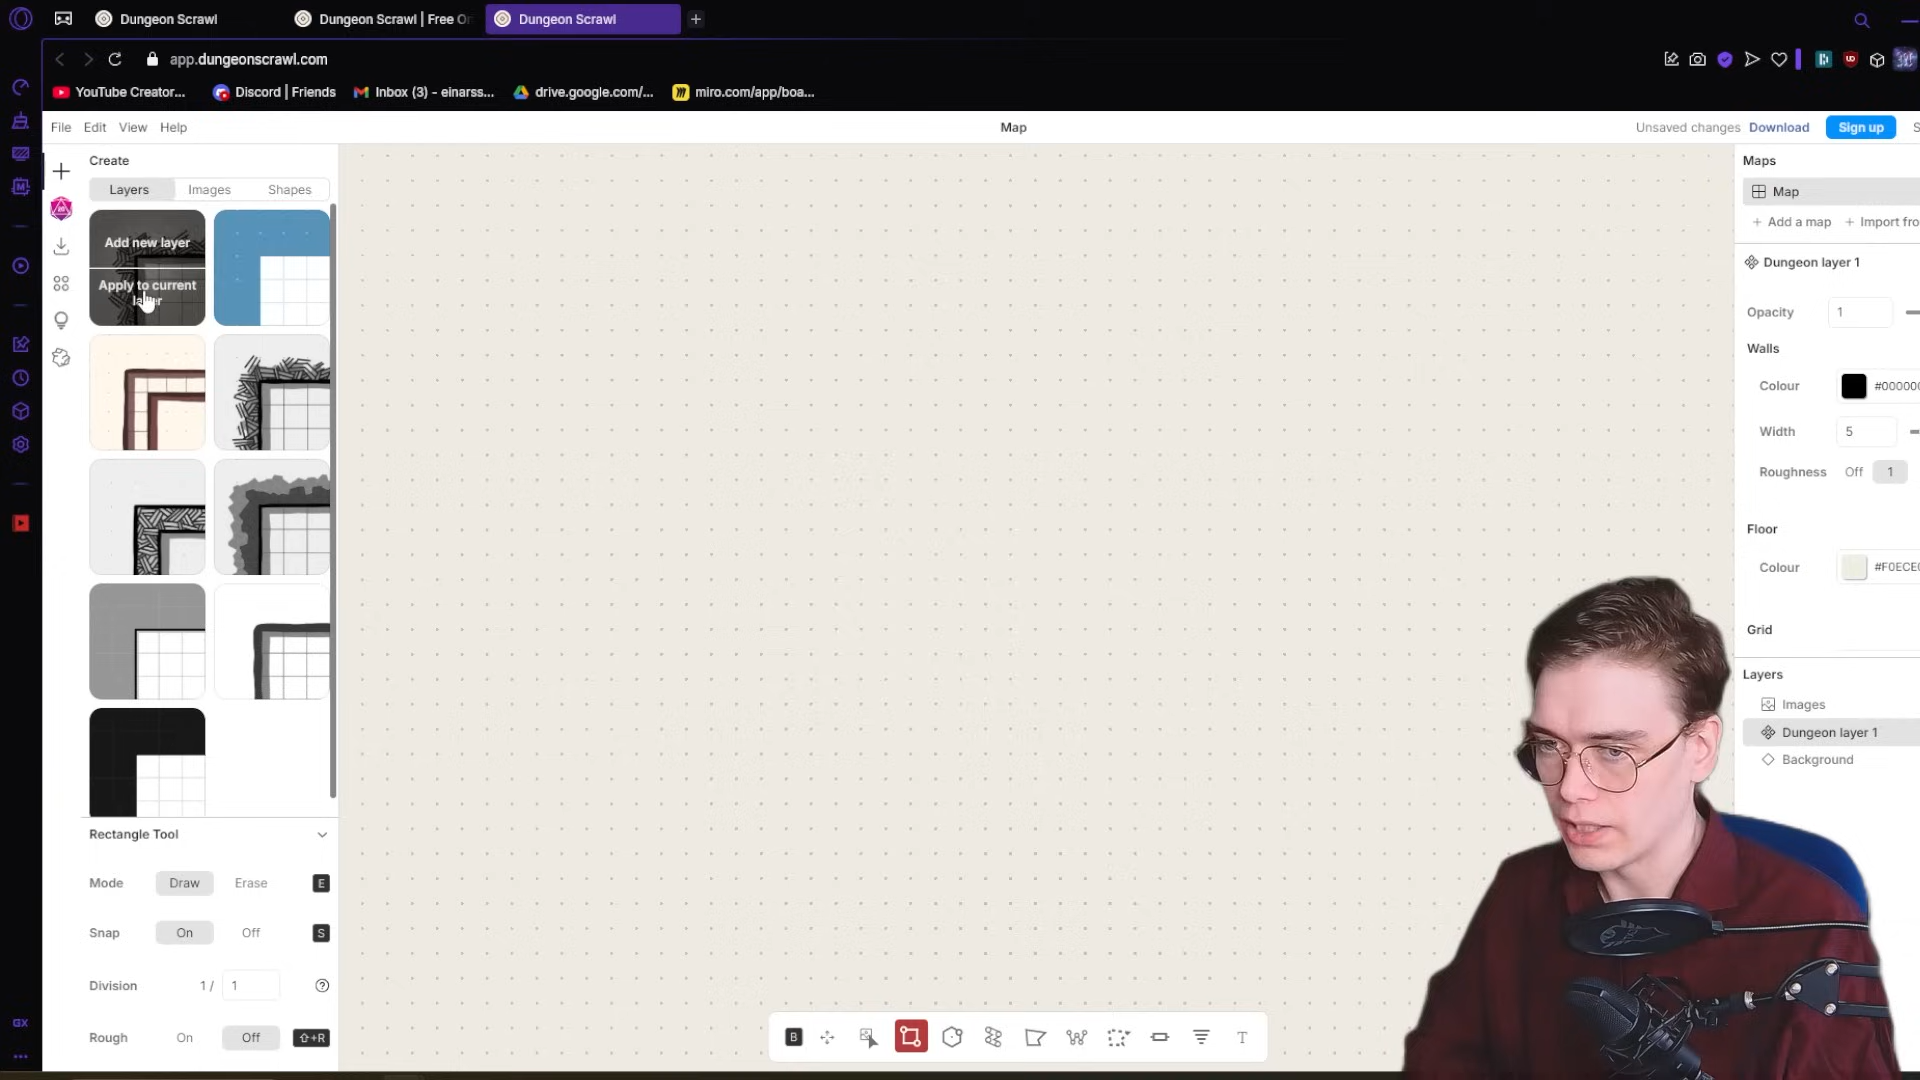 Dungeon Scrawl
Dungeon Scrawl | Free O
Dungeon Scrawl
app.dungeonscrawl.com
YouTube Creator...
Discord | Friends
Inbox (3) - einarss...
drive.google.com/...
miro.com/app/boa...
File
Edit
View
Help
Map
Unsaved changes
Download
Sign up
S
Create
Layers
Images
Shapes
Add new layer
Apply to current
layer
Maps
Map
+ Add a map
+ Import fro
Dungeon layer 1
Opacity
1
Walls
Colour
#000000
Width
5
Roughness
Off
1
Floor
Colour
#F0ECE0
Grid
Layers
Images
Dungeon layer 1
Background
Rectangle Tool
Mode
Draw
Erase
E
Snap
On
Off
S
Division
1 /
1
Rough
On
Off
⇧+R
B
T
GX